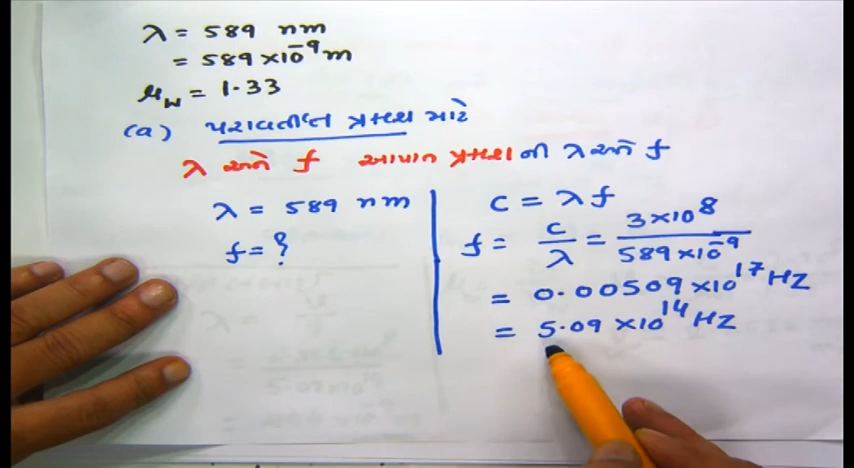 λ = 589 nm
= 589 × 10⁻⁹ m
μw = 1.33
(a) પરાવર્તિત પ્રકાશ માટે
λ અને f આપાત પ્રકાશ ની λ અને f
λ = 589 nm
f = ?
c = λf
f = c/λ = 3×10⁸ / 589×10⁻⁹
= 0.00509 × 10¹⁷ HZ
= 5.09 × 10¹⁴ HZ